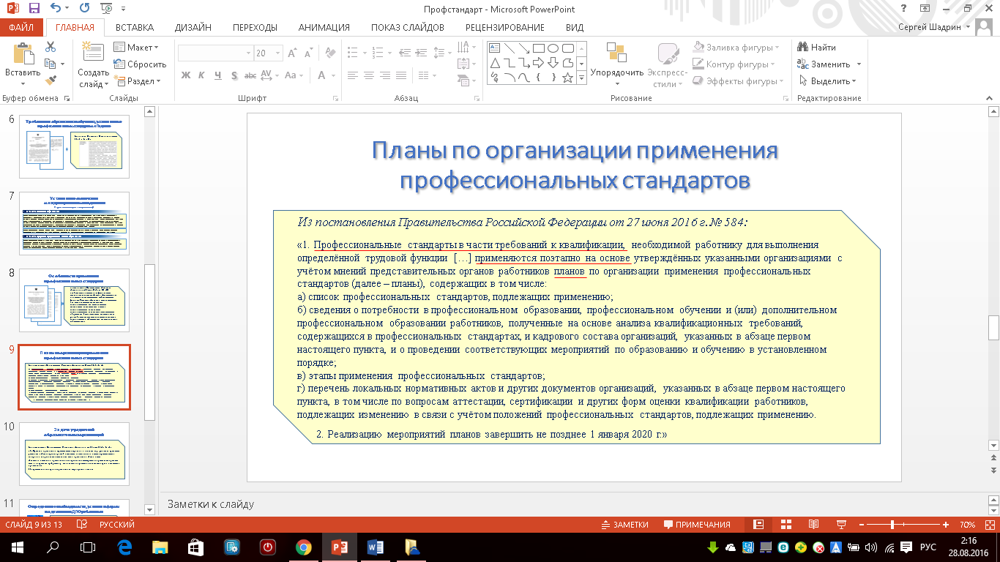 Профстандарт - Microsoft PowerPoint
ФАЙЛ ГЛАВНАЯ ВСТАВКА ДИЗАЙН ПЕРЕХОДЫ АНИМАЦИЯ ПОКАЗ СЛАЙДОВ РЕЦЕНЗИРОВАНИЕ ВИД Сергей Шадрин
Вставить
Создать слайд
Макет
Сбросить
Раздел
20
Ж К Ч S abc AV Aa A
Упорядочить
Экспресс-стили
Заливка фигуры
Контур фигуры
Эффекты фигуры
Найти
Заменить
Выделить
Буфер обмена Слайды Шрифт Абзац Рисование Редактирование
6
7
8
9
10
11
Планы по организации применения
профессиональных стандартов
Из постановления Правительства Российской Федерации от 27 июня 2016 г. № 584:
«1. Профессиональные стандарты в части требований к квалификации, необходимой работнику для выполнения
определённой трудовой функции […] применяются поэтапно на основе утверждённых указанными организациями с
учётом мнений представительных органов работников планов по организации применения профессиональных
стандартов (далее – планы), содержащих в том числе:
а) список профессиональных стандартов, подлежащих применению;
б) сведения о потребности в профессиональном образовании, профессиональном обучении и (или) дополнительном
профессиональном образовании работников, полученные на основе анализа квалификационных требований,
содержащихся в профессиональных стандартах, и кадрового состава организаций, указанных в абзаце первом
настоящего пункта, и о проведении соответствующих мероприятий по образованию и обучению в установленном
порядке;
в) этапы применения профессиональных стандартов;
г) перечень локальных нормативных актов и других документов организаций, указанных в абзаце первом настоящего
пункта, в том числе по вопросам аттестации, сертификации и других форм оценки квалификации работников,
подлежащих изменению в связи с учётом положений профессиональных стандартов, подлежащих применению.
2. Реализацию мероприятий планов завершить не позднее 1 января 2020 г.»
Заметки к слайду
СЛАЙД 9 ИЗ 13 РУССКИЙ ЗАМЕТКИ ПРИМЕЧАНИЯ 70%
РУС
2:16
28.08.2016